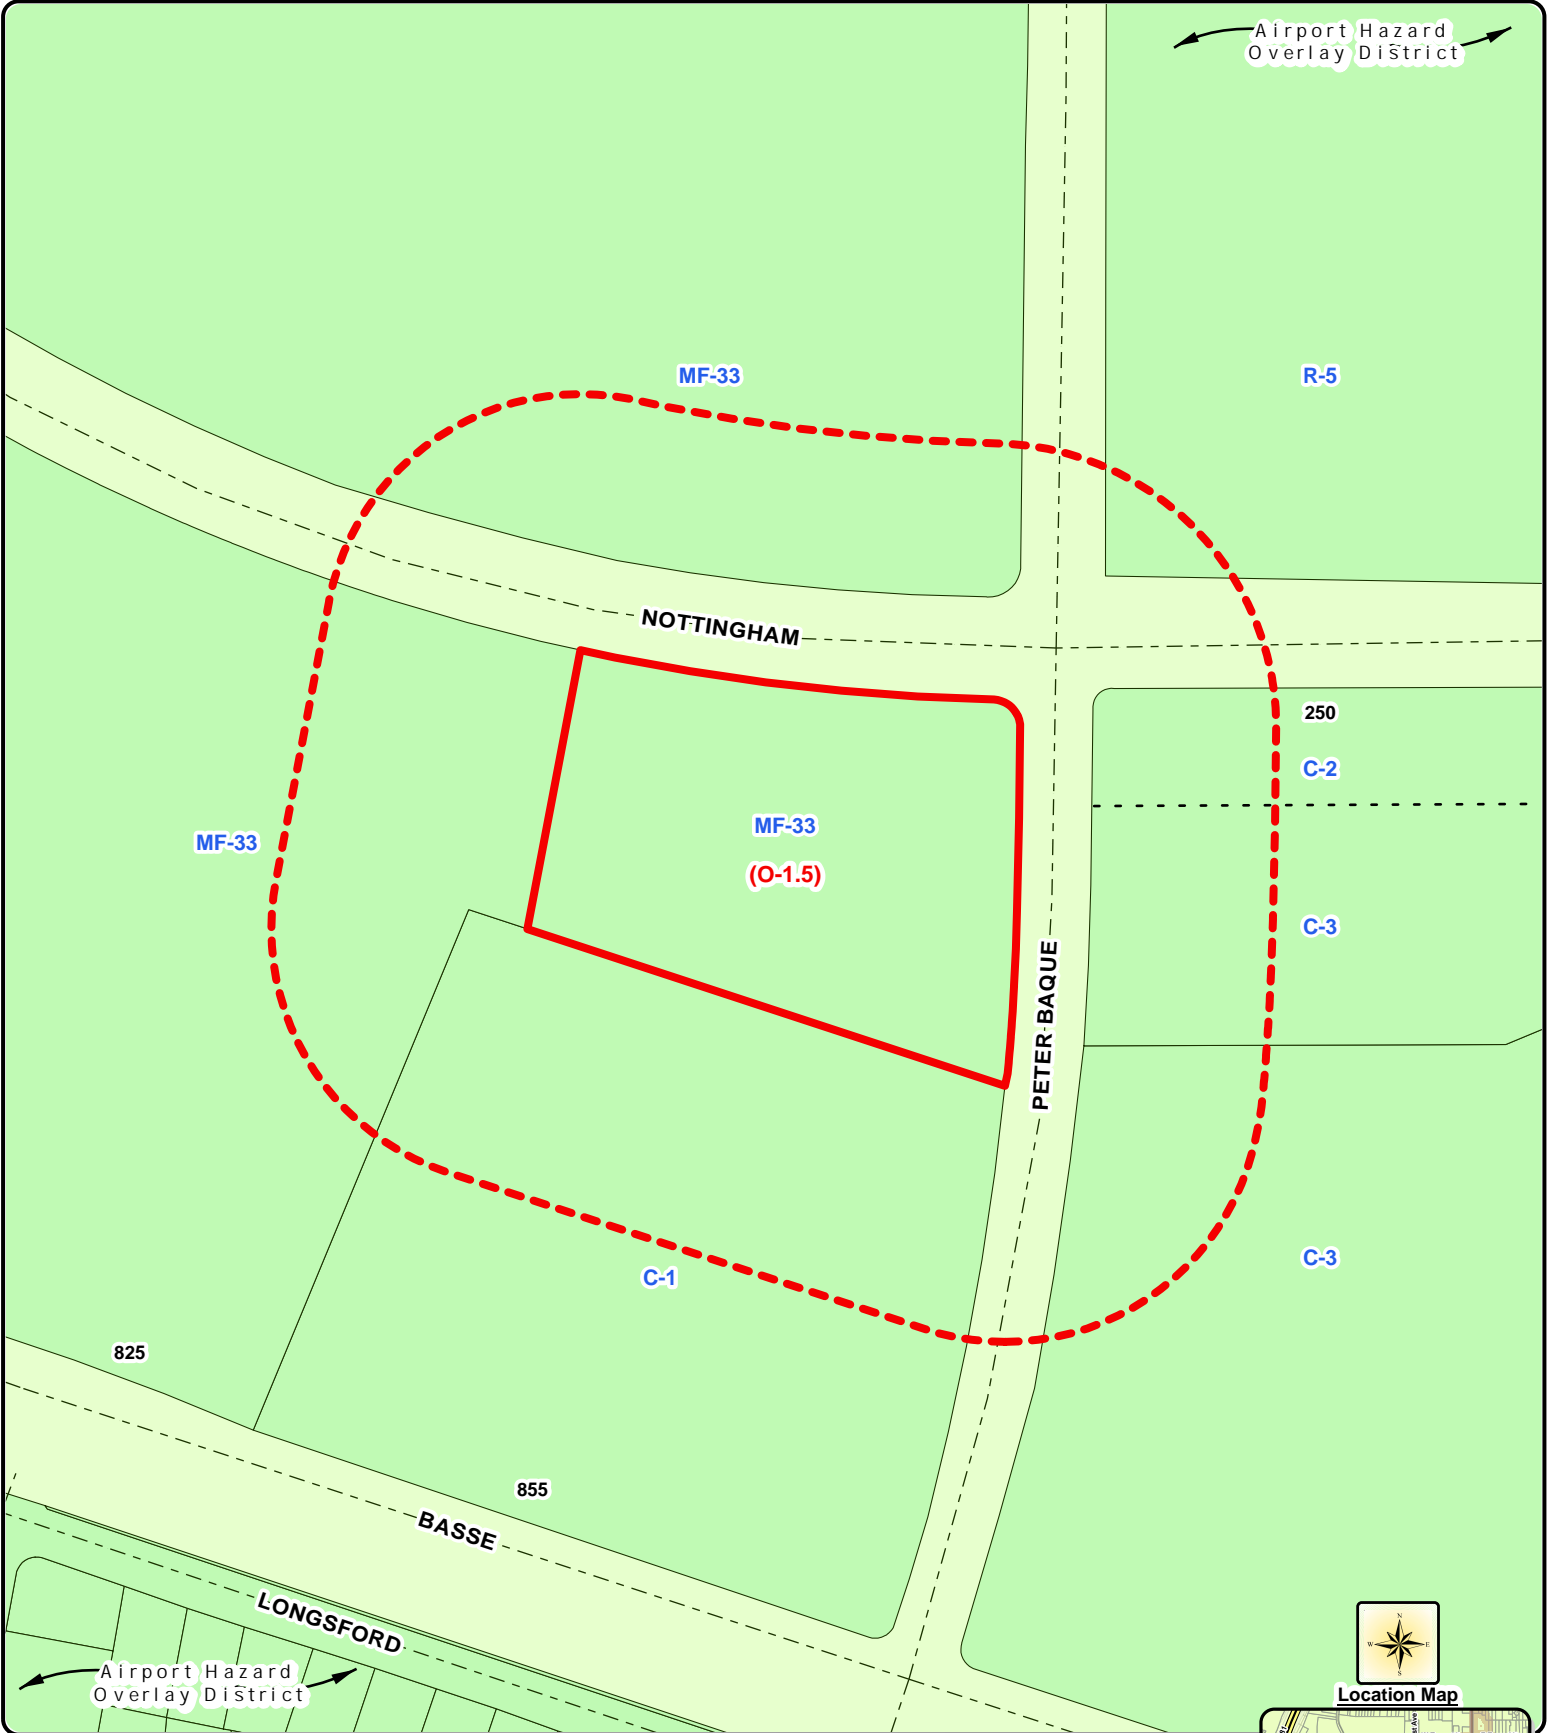 Airport Hazard
Overlay District
MF-33
R-5
NOTTINGHAM
250
C-2
MF-33
MF-33
(O-1.5)
C-3
PETER BAQUE
C-3
C-1
825
855
BASSE
LONGSFORD
Airport Hazard
Overlay District
N
W
E
S
Location Map